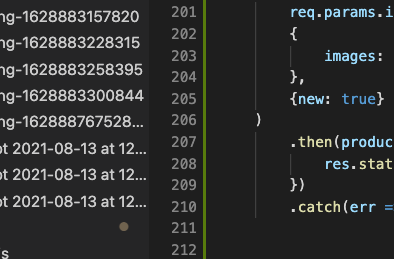 ng-1628883157820
ng-1628883228315
ng-1628883258395
ng-1628883300844
ng-162888767528...
ot 2021-08-13 at 12...
ot 2021-08-13 at 12...
ot 2021-08-13 at 12...
s
201 req.params.i
202 {
203 images:
204 },
205 {new: true}
206 )
207 .then(produc
208 res.stat
209 })
210 .catch(err =
211
212